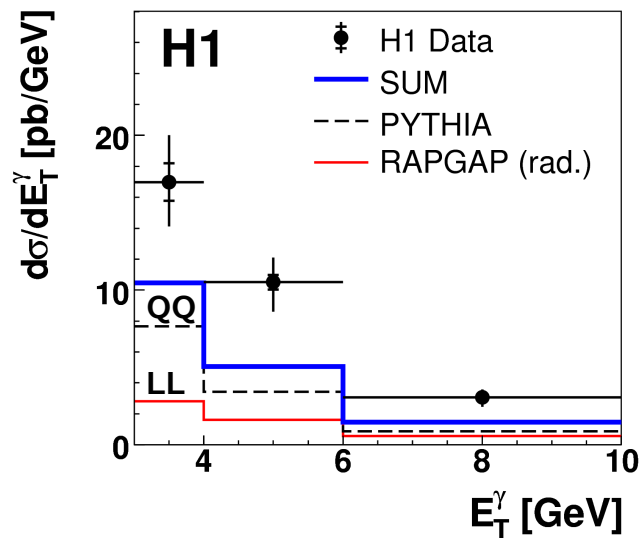 H1
H1 Data
SUM
PYTHIA
RAPGAP (rad.)
dσ/dE_T^γ [pb/GeV]
20
10
0
QQ
LL
4
6
8
10
E_T^γ [GeV]